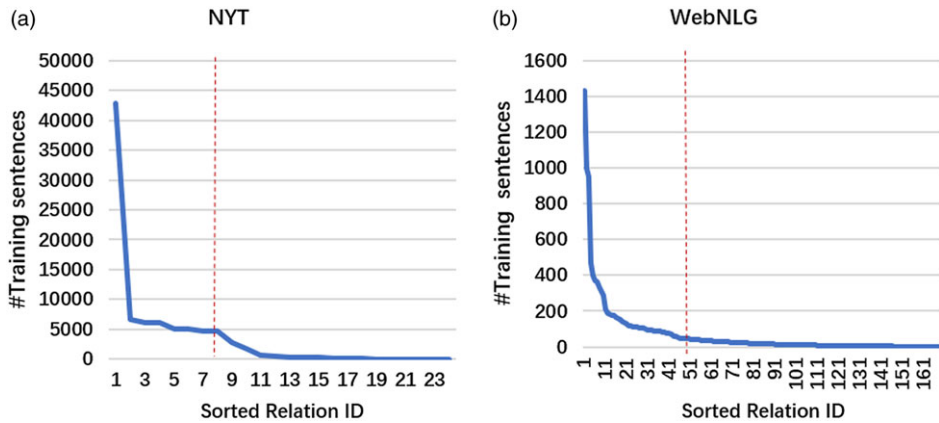 (a)
NYT
#Training sentences
50000
45000
40000
35000
30000
25000
20000
15000
10000
5000
0
1 3 5 7 9 11 13 15 17 19 21 23
Sorted Relation ID
(b)
WebNLG
#Training sentences
1600
1400
1200
1000
800
600
400
200
0
1 11 21 31 41 51 61 71 81 91 101 111 121 131 141 151 161
Sorted Relation ID